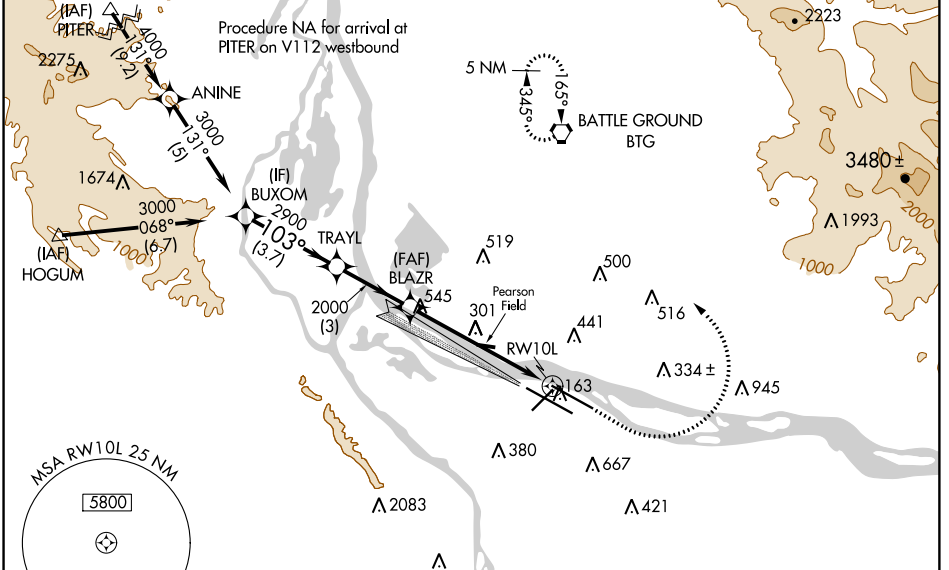 (IAF)
PITER
4000
131°
(9.2)
Procedure NA for arrival at
PITER on V112 westbound
2223
2275
ANINE
5 NM
345°
165°
BATTLE GROUND
BTG
3000
131°
(5)
3480 ±
1674
(IF)
BUXOM
2900
103°
(3.7)
3000
068°
(6.7)
1993
2000
(IAF)
HOGUM
1000
TRAYL
519
1000
(FAF)
BLAZR
500
545
2000
(3)
Pearson
Field
301
516
441
RW10L
334 ±
163
945
380
667
MSA RW10L 25 NM
5800
2083
421